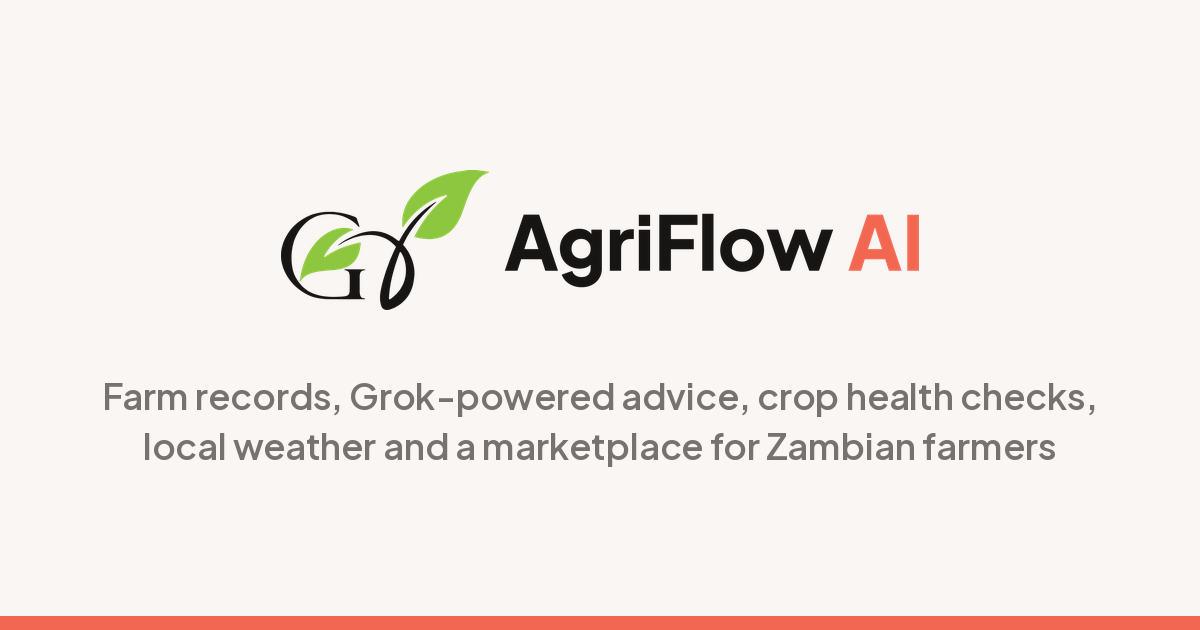 G
AgriFlow AI
Farm records, Grok-powered advice, crop health checks,
local weather and a marketplace for Zambian farmers